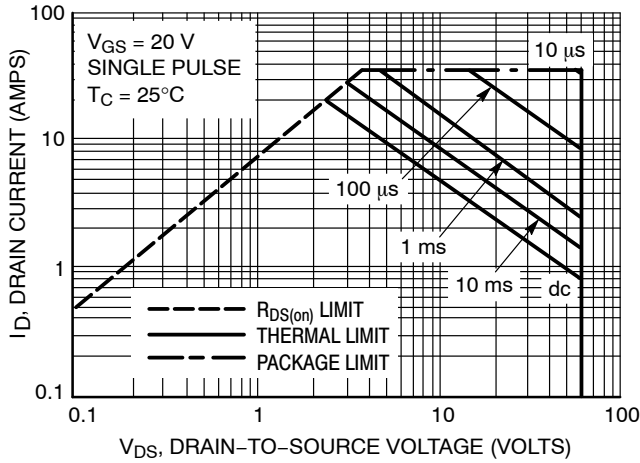 100
10
1
0.1
I_D, DRAIN CURRENT (AMPS)
V_GS = 20 V
SINGLE PULSE
T_C = 25°C
10 µs
100 µs
1 ms
10 ms
dc
R_DS(on) LIMIT
THERMAL LIMIT
PACKAGE LIMIT
0.1 1 10 100
V_DS, DRAIN−TO−SOURCE VOLTAGE (VOLTS)